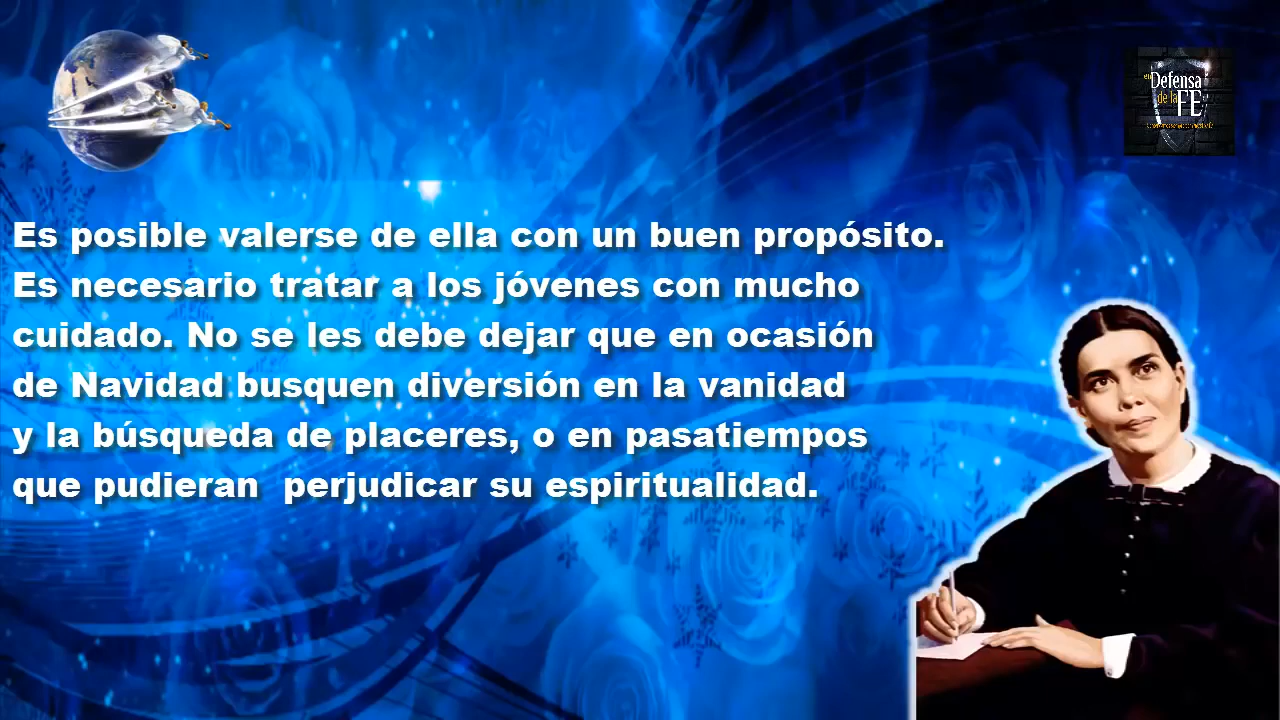 en
Defensa
de la
FE
Es posible valerse de ella con un buen propósito.
Es necesario tratar a los jóvenes con mucho
cuidado. No se les debe dejar que en ocasión
de Navidad busquen diversión en la vanidad
y la búsqueda de placeres, o en pasatiempos
que pudieran  perjudicar su espiritualidad.